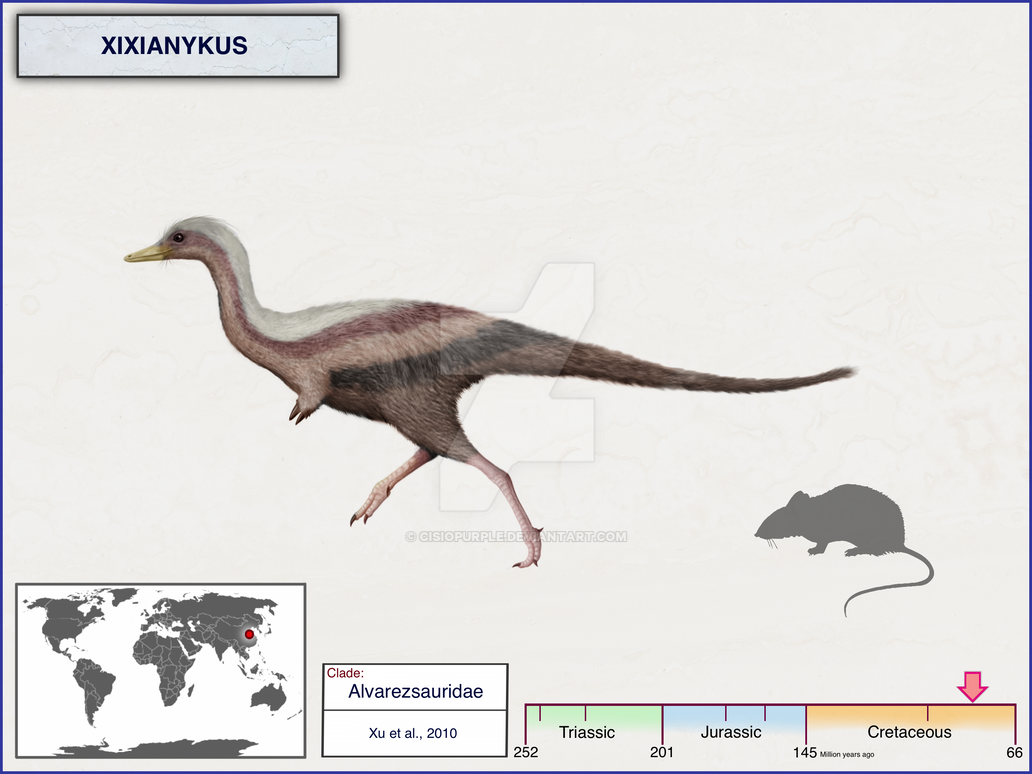 XIXIANYKUS
© CISIOPURPLE.DEVIANTART.COM
Clade:
Alvarezsauridae
Xu et al., 2010
Triassic
Jurassic
Cretaceous
252
201
145 Million years ago
66